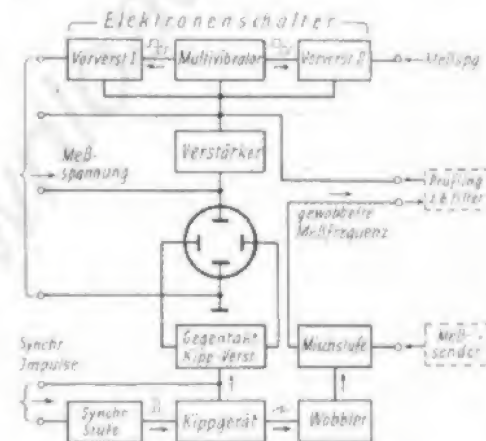 Elektronenschalter
Vorverst I
Multivibrator
Vorverst II
Meßspg
Verstärker
Meß-
spannung
Prüfling
z.B. Filter
gewobbelte
Meßfrequenz
Gegentakt
Kipp-Verst.
Mischstufe
Meß-
sender
Synchr
Impulse
Synchr
Stufe
Kippgerät
Wobbler